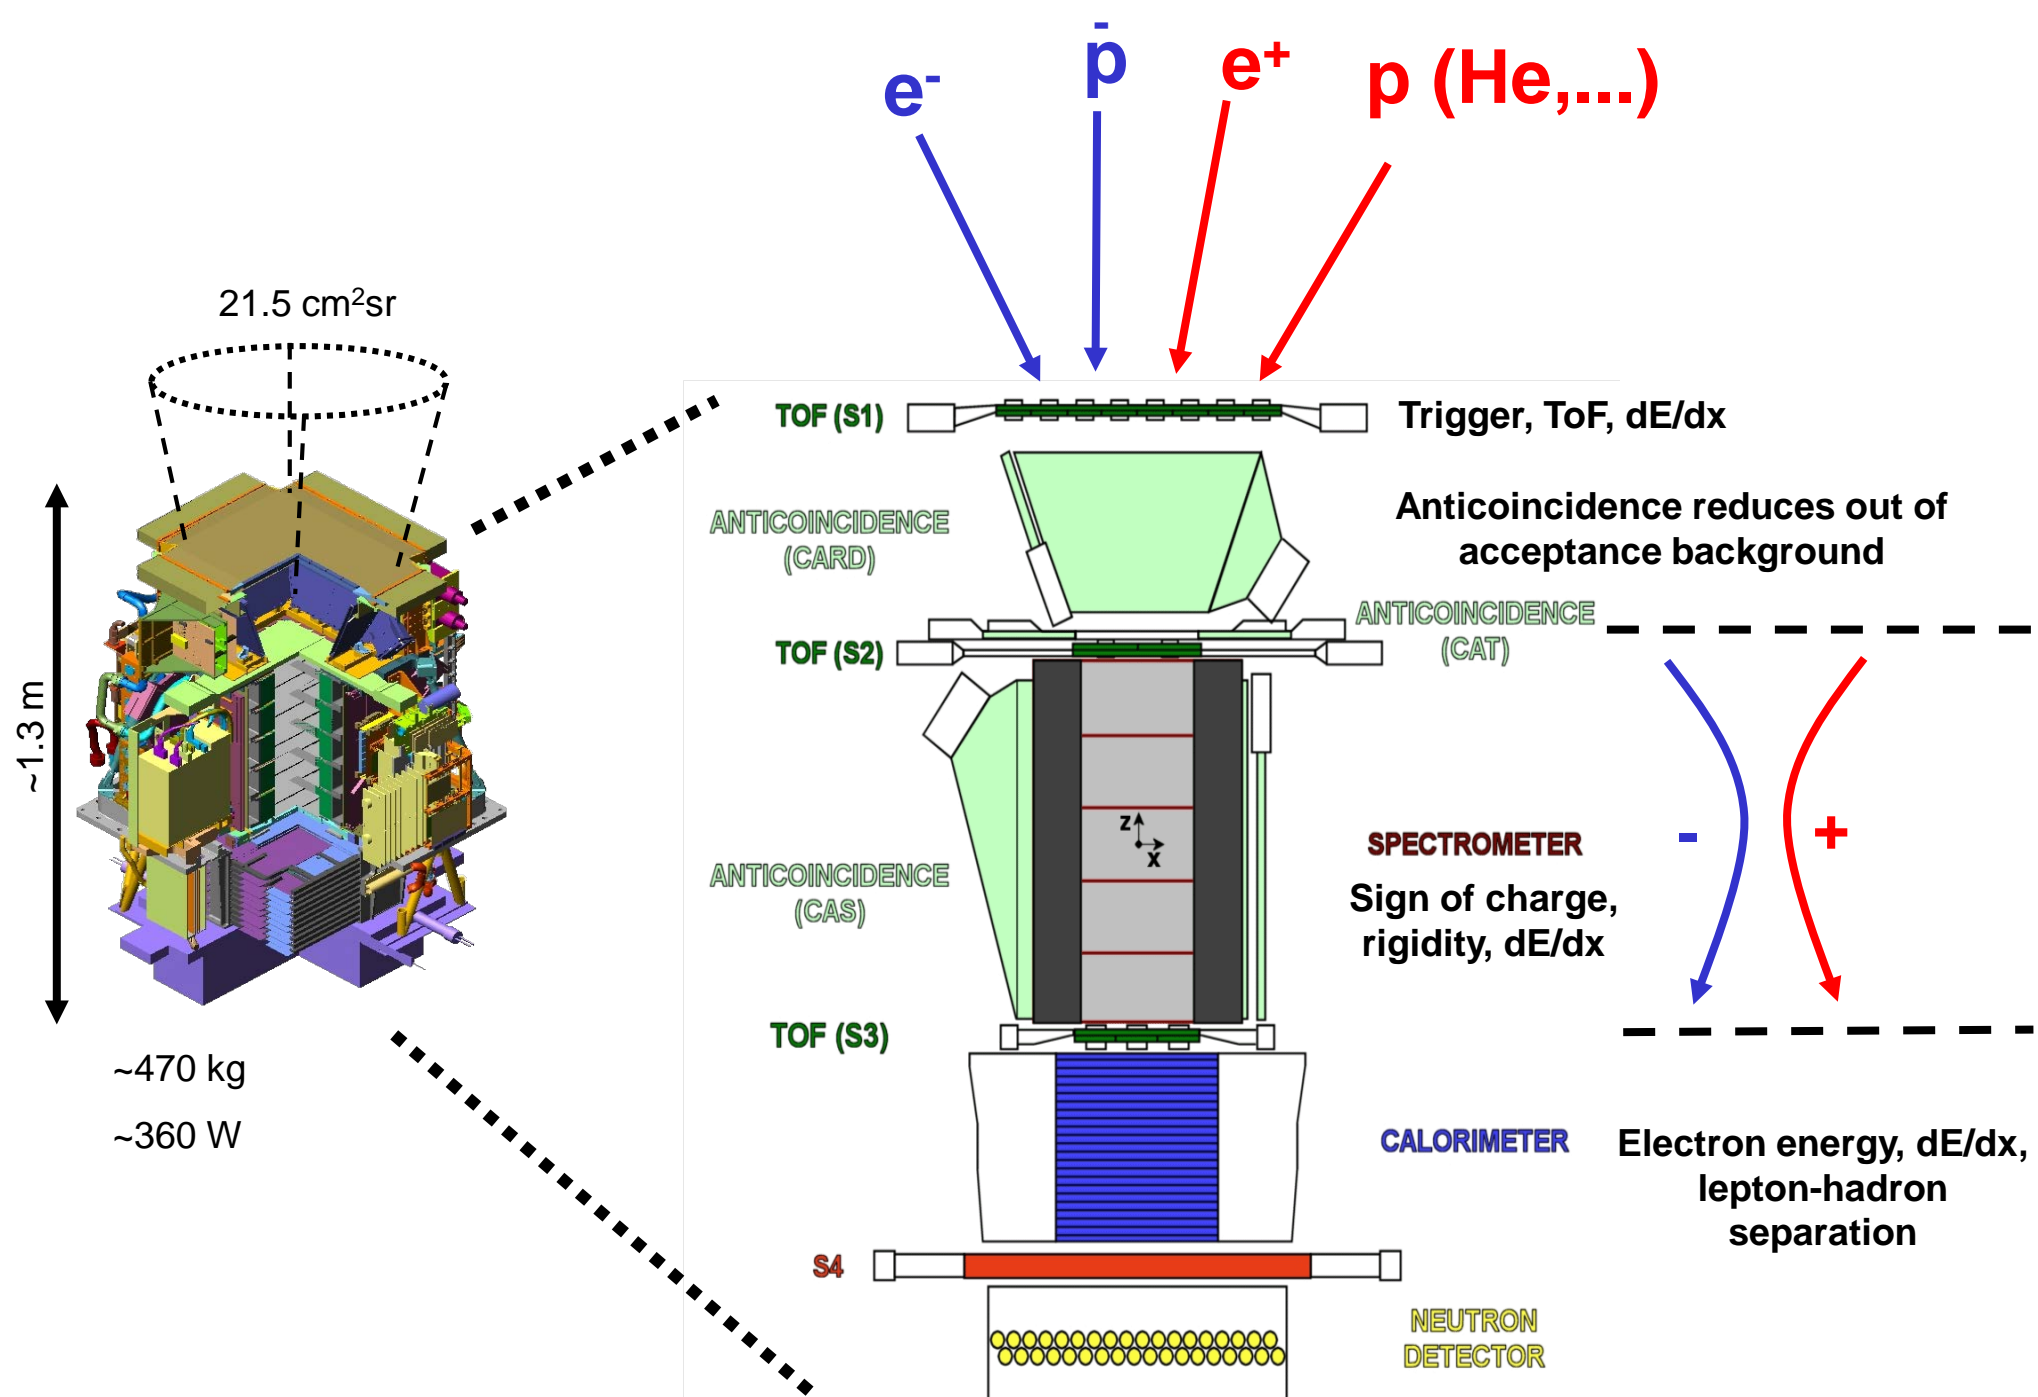 e-
p̄
e+
p (He,...)
21.5 cm²sr
TOF (S1)
Trigger, ToF, dE/dx
ANTICOINCIDENCE
(CARD)
Anticoincidence reduces out of
acceptance background
ANTICOINCIDENCE
(CAT)
TOF (S2)
~1.3 m
z
x
SPECTROMETER
Sign of charge,
rigidity, dE/dx
-
+
ANTICOINCIDENCE
(CAS)
TOF (S3)
~470 kg
~360 W
CALORIMETER
Electron energy, dE/dx,
lepton-hadron
separation
S4
NEUTRON
DETECTOR